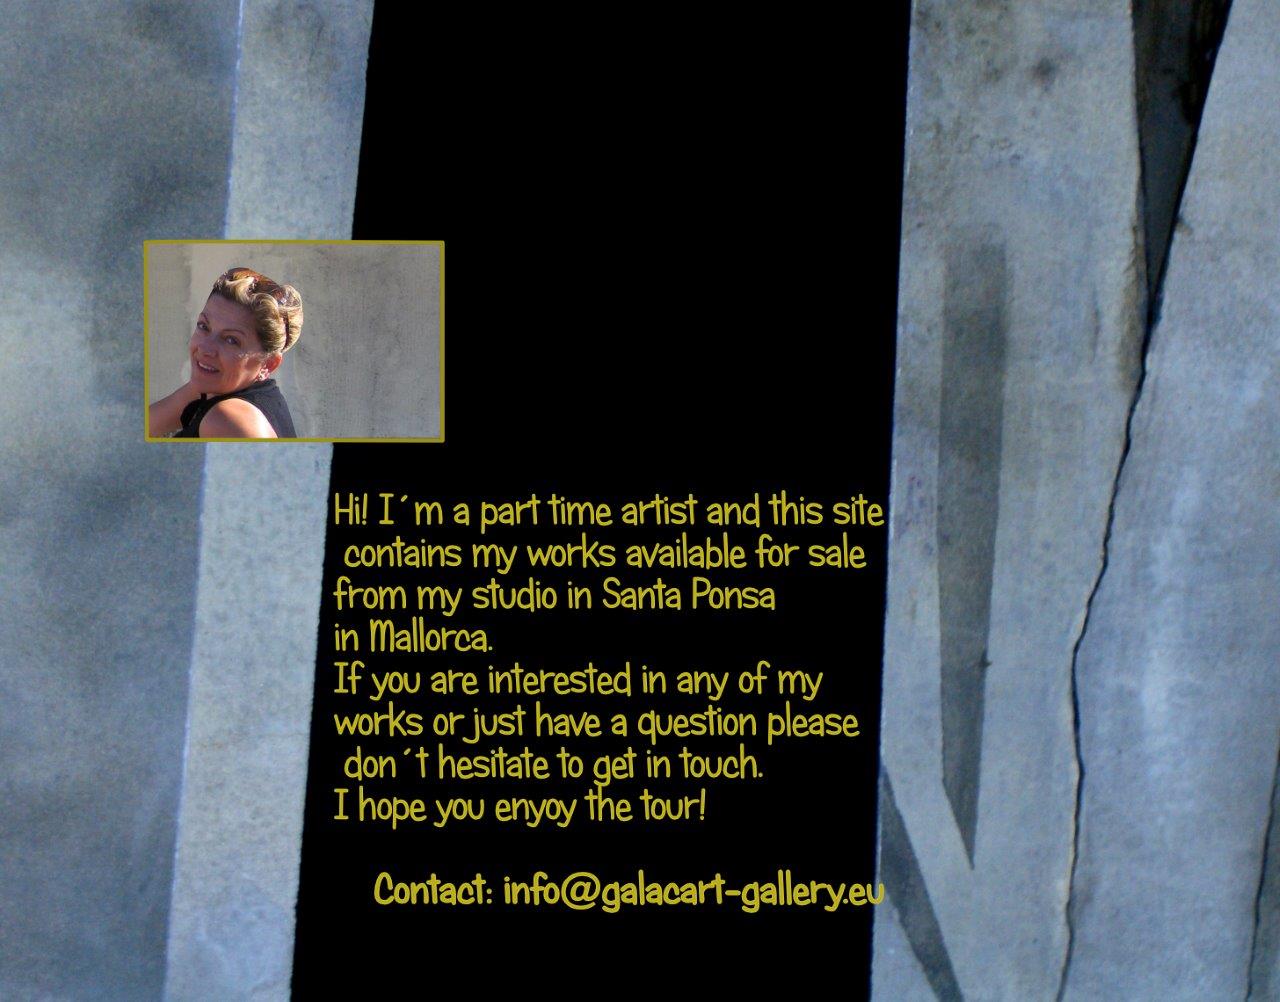 Hi! I´m a part time artist and this site
contains my works available for sale
from my studio in Santa Ponsa
in Mallorca.
If you are interested in any of my
works or just have a question please
don´t hesitate to get in touch.
I hope you enyoy the tour!
Contact: info@galacart-gallery.eu